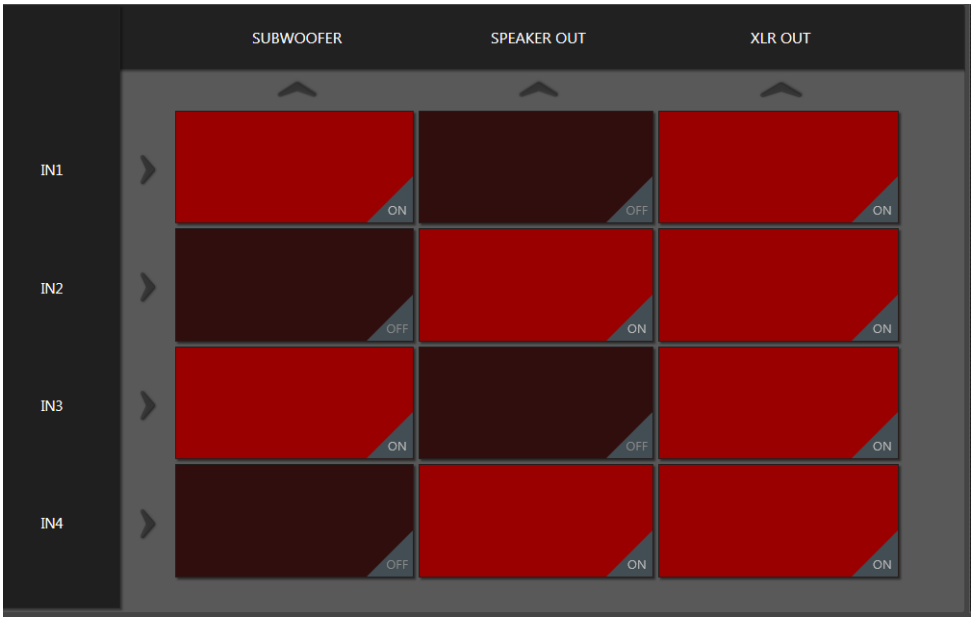 SUBWOOFER SPEAKER OUT XLR OUT
IN1 ON OFF ON
IN2 OFF ON ON
IN3 ON OFF ON
IN4 OFF ON ON